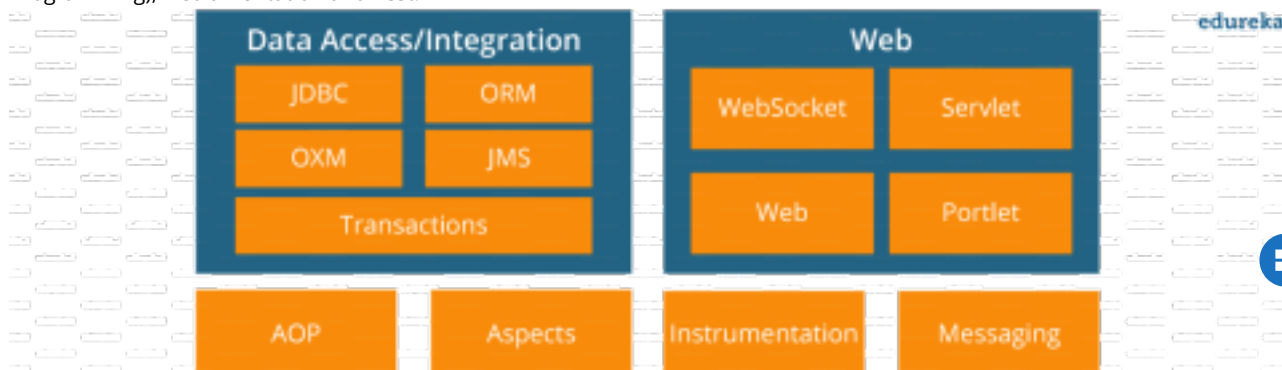 edureka
Data Access/Integration
JDBC
ORM
OXM
JMS
Transactions
Web
WebSocket
Servlet
Web
Portlet
AOP
Aspects
Instrumentation
Messaging